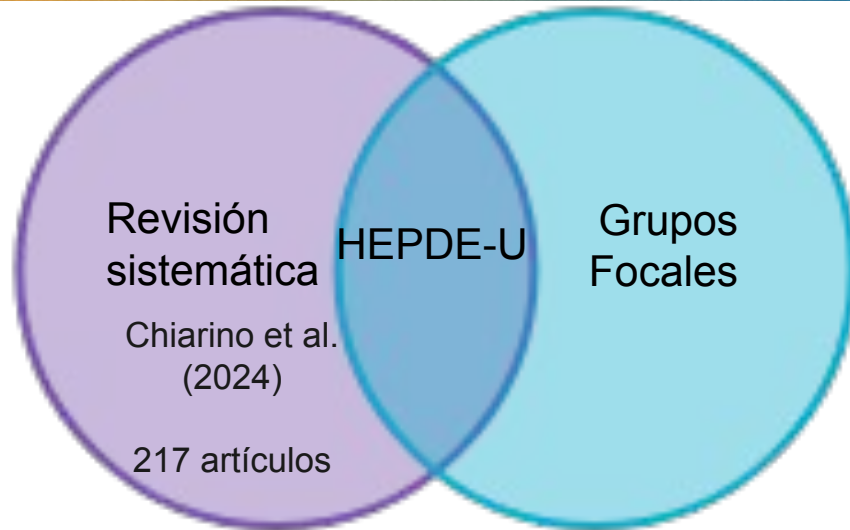 Revisión
sistemática
Chiarino et al.
(2024)
217 artículos
HEPDE-U
Grupos
Focales